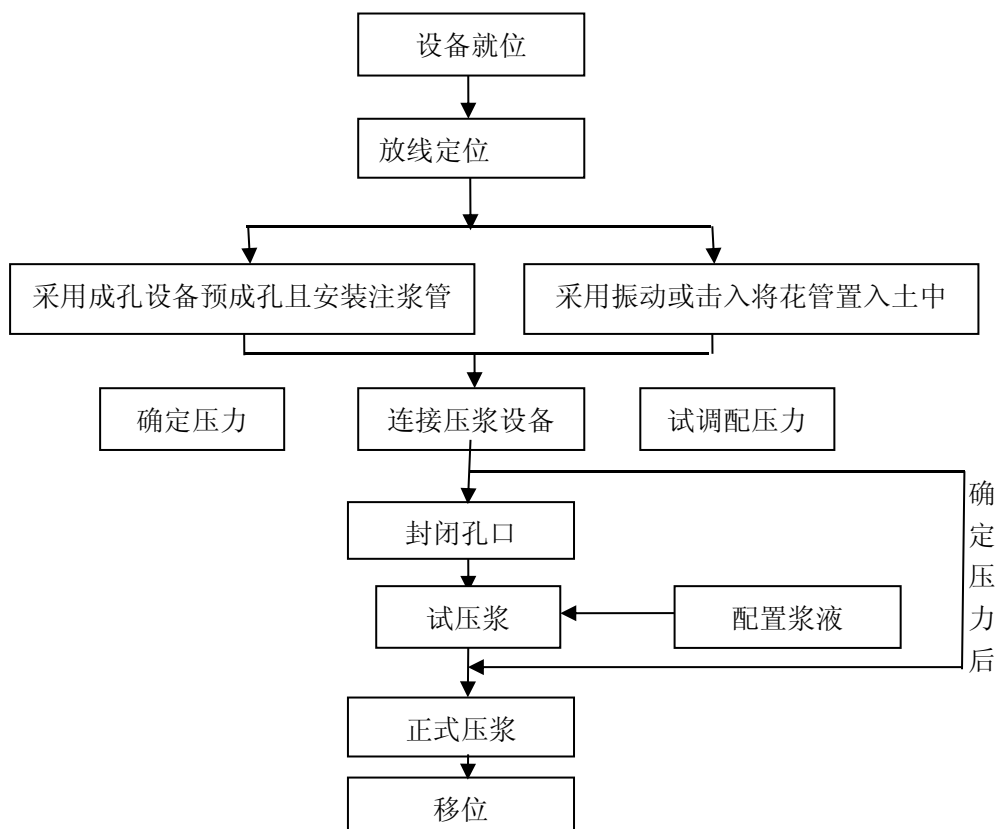 设备就位
放线定位
采用成孔设备预成孔且安装注浆管
采用振动或击入将花管置入土中
确定压力
连接压浆设备
试调配压力
封闭孔口
确定压力后
试压浆
配置浆液
正式压浆
移位